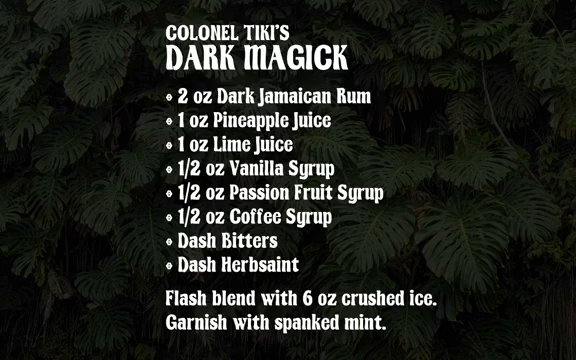 COLONEL TIKI'S
DARK MAGICK
2 oz Dark Jamaican Rum
1 oz Pineapple Juice
1 oz Lime Juice
1/2 oz Vanilla Syrup
1/2 oz Passion Fruit Syrup
1/2 oz Coffee Syrup
Dash Bitters
Dash Herbsaint
Flash blend with 6 oz crushed ice.
Garnish with spanked mint.